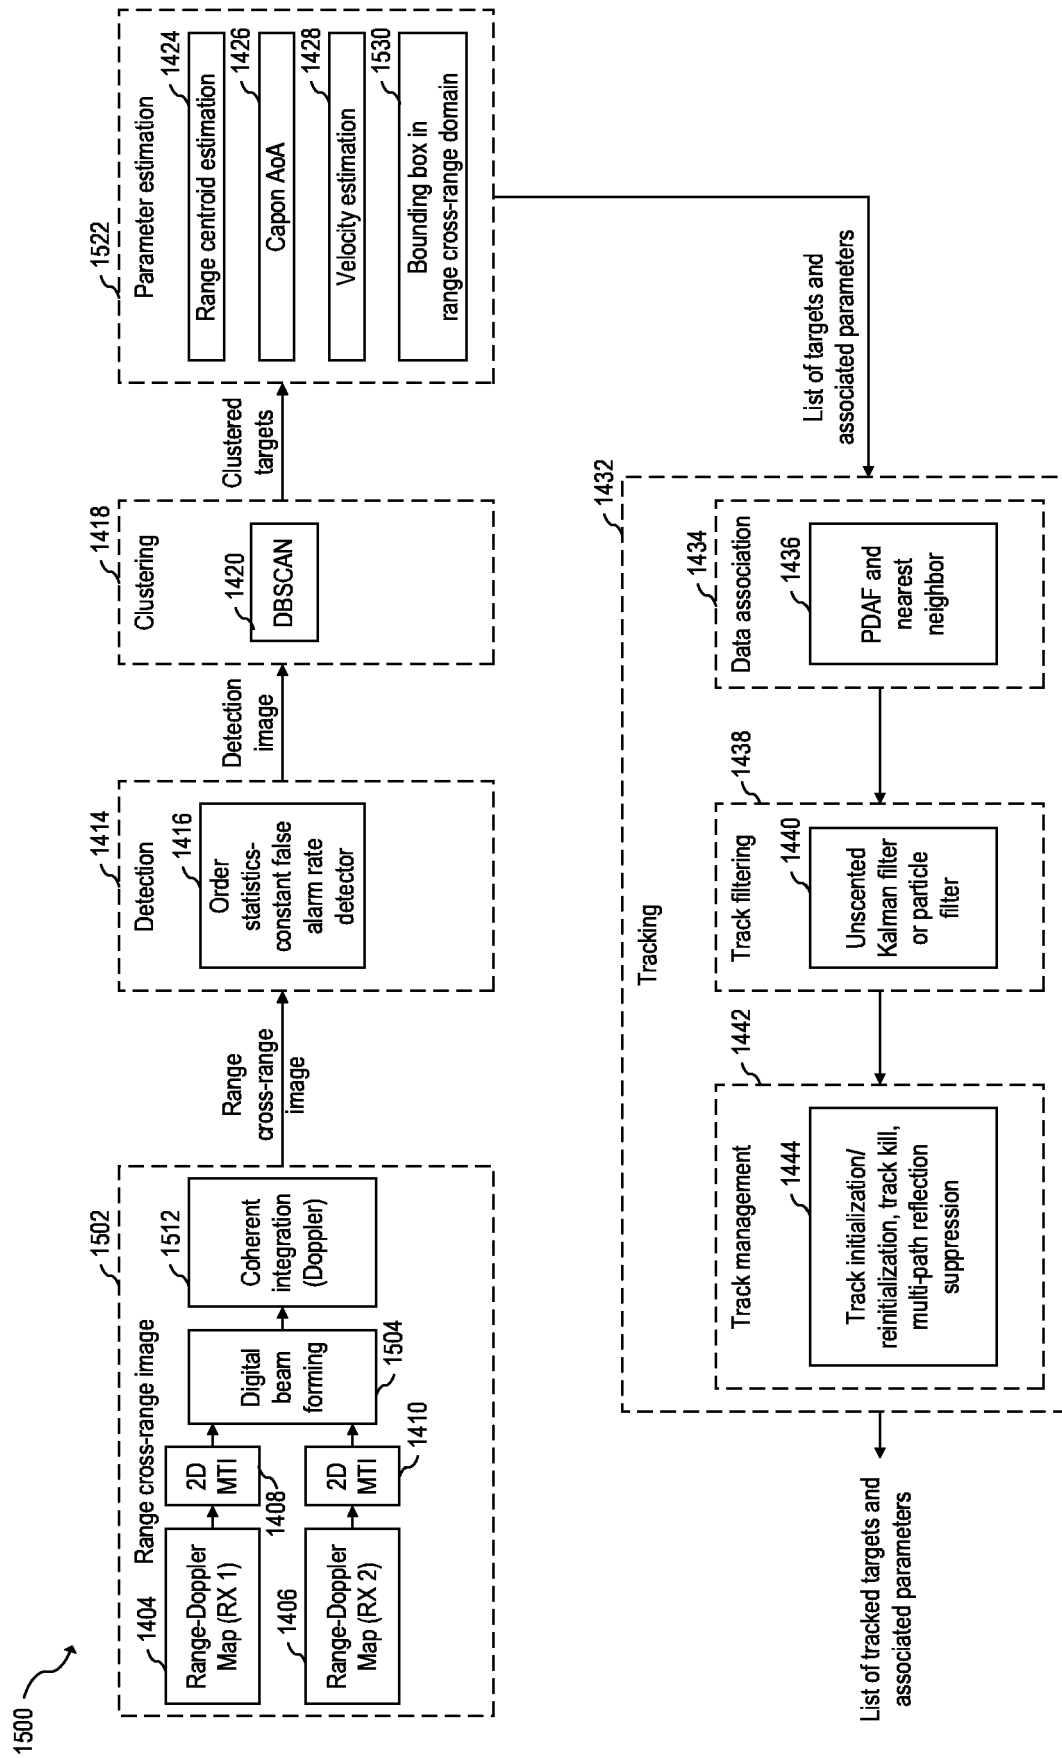 1500
1502
Range cross-range image
1404
Range-Doppler
Map (RX 1)
2D
MTI
1408
1406
Range-Doppler
Map (RX 2)
2D
MTI
1410
Digital
beam
forming
1504
1512
Coherent
integration
(Doppler)
Range
cross-range
image
1414
Detection
1416
Order
statistics-
constant false
alarm rate
detector
Detection
image
1418
Clustering
1420
DBSCAN
Clustered
targets
1522
Parameter estimation
1424
Range centroid estimation
1426
Capon AoA
1428
Velocity estimation
1530
Bounding box in
range cross-range domain
List of targets and
associated parameters
1432
Tracking
1434
Data association
1436
PDAF and
nearest
neighbor
1438
Track filtering
1440
Unscented
Kalman filter
or particle
filter
1442
Track management
1444
Track initialization/
reinitialization, track kill,
multi-path reflection
suppression
List of tracked targets and
associated parameters